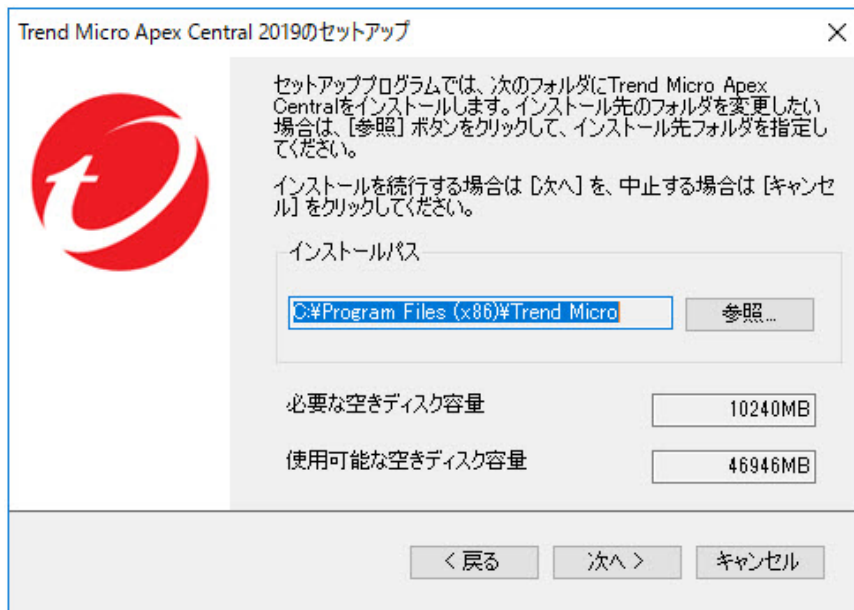 Trend Micro Apex Central 2019のセットアップ
セットアッププログラムでは、次のフォルダにTrend Micro Apex
Centralをインストールします。インストール先のフォルダを変更したい
場合は、[参照] ボタンをクリックして、インストール先フォルダを指定し
てください。
インストールを続行する場合は [次へ] を、中止する場合は [キャンセ
ル] をクリックしてください。
インストールパス
C:¥Program Files (x86)¥Trend Micro
参照...
必要な空きディスク容量
10240MB
使用可能な空きディスク容量
46946MB
< 戻る
次へ >
キャンセル